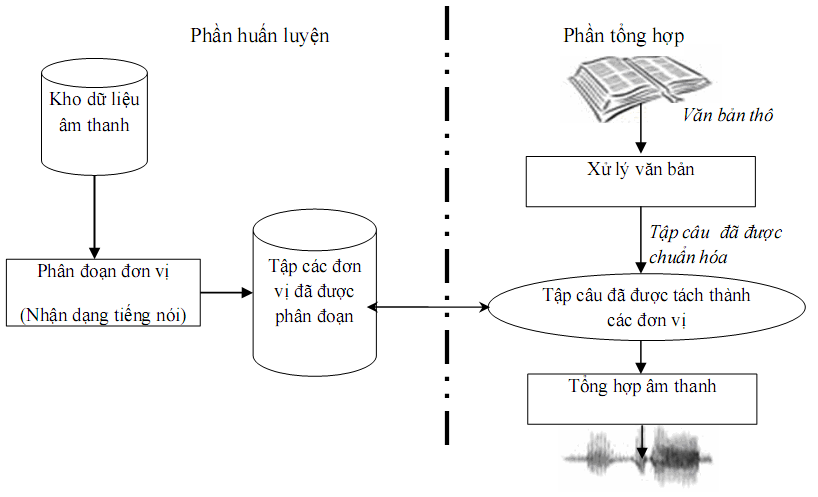 Phần huấn luyện
Phần tổng hợp
Kho dữ liệu
âm thanh
Văn bản thô
Xử lý văn bản
Tập câu đã được
chuẩn hóa
Phân đoạn đơn vị
(Nhận dạng tiếng nói)
Tập các đơn
vị đã được
phân đoạn
Tập câu đã được tách thành
các đơn vị
Tổng hợp âm thanh